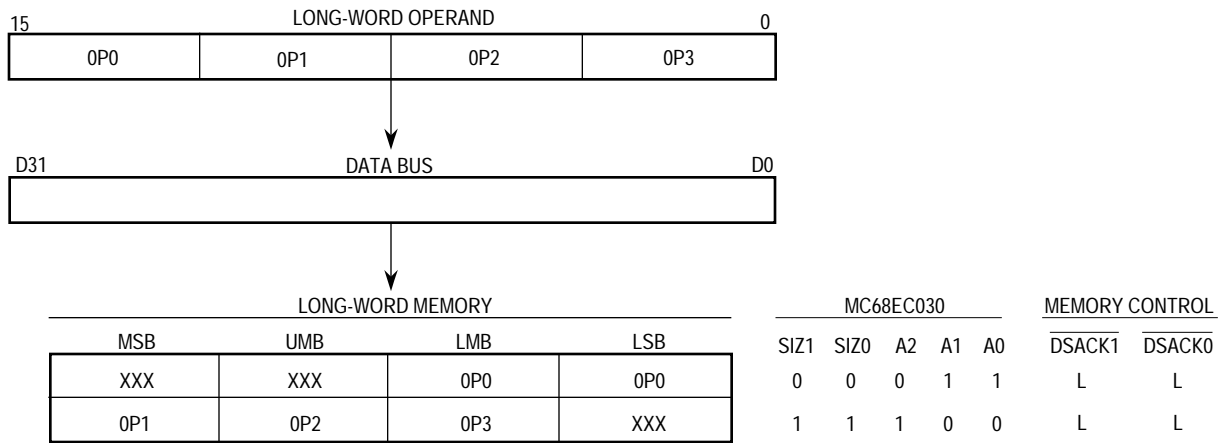 LONG-WORD OPERAND
15 0
0P0 0P1 0P2 0P3
D31 DATA BUS D0
LONG-WORD MEMORY MC68EC030 MEMORY CONTROL
MSB UMB LMB LSB SIZ1 SIZ0 A2 A1 A0 DSACK1 DSACK0
XXX XXX 0P0 0P0 0 0 0 1 1 L L
0P1 0P2 0P3 XXX 1 1 1 0 0 L L